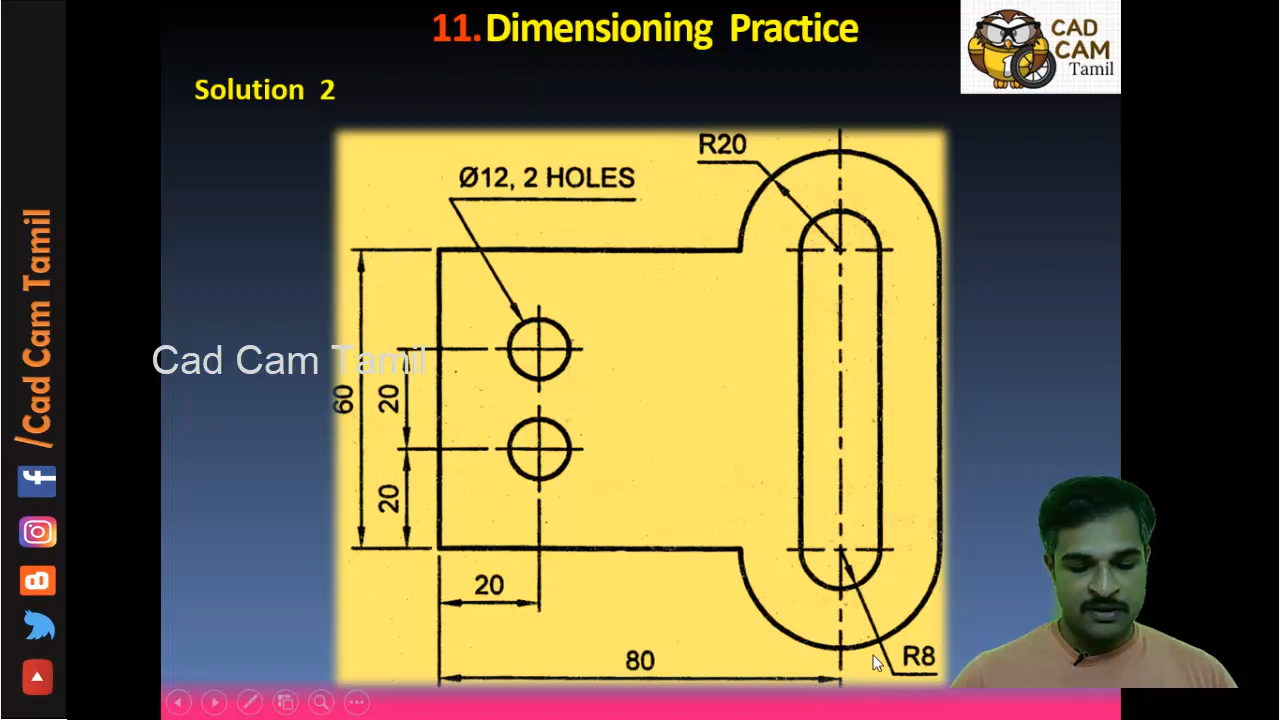 11. Dimensioning Practice
CAD
CAM
Tamil
Solution 2
R20
Ø12, 2 HOLES
/Cad Cam Tamil
Cad Cam Tamil
60
20
20
20
80
R8